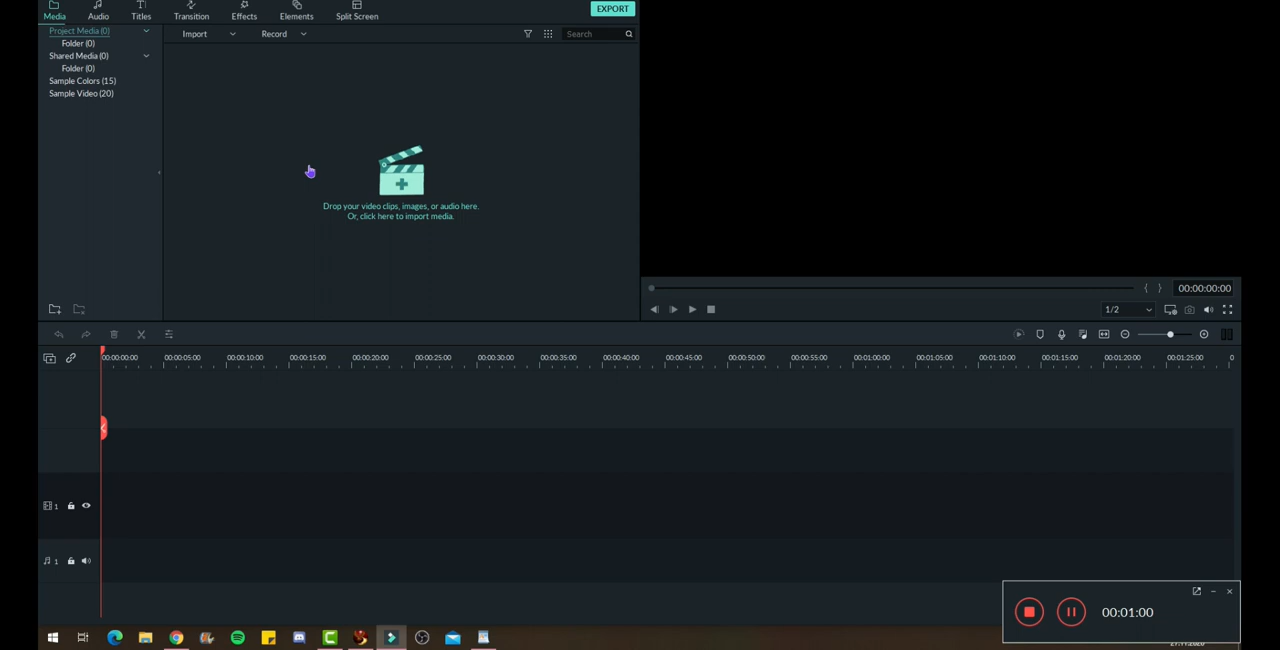 Media Audio Titles Transition Effects Elements Split Screen EXPORT
Project Media (0) Import Record Search
Folder (0)
Shared Media (0)
Folder (0)
Sample Colors (15)
Sample Video (20)
Drop your video clips, images, or audio here.
Or, click here to import media.
00:00:00:00
1/2
00:00:00:00 00:00:05:00 00:00:10:00 00:00:15:00 00:00:20:00 00:00:25:00 00:00:30:00 00:00:35:00 00:00:40:00 00:00:45:00 00:00:50:00 00:00:55:00 00:01:00:00 00:01:05:00 00:01:10:00 00:01:15:00 00:01:20:00 00:01:25:00 0
1
1
00:01:00